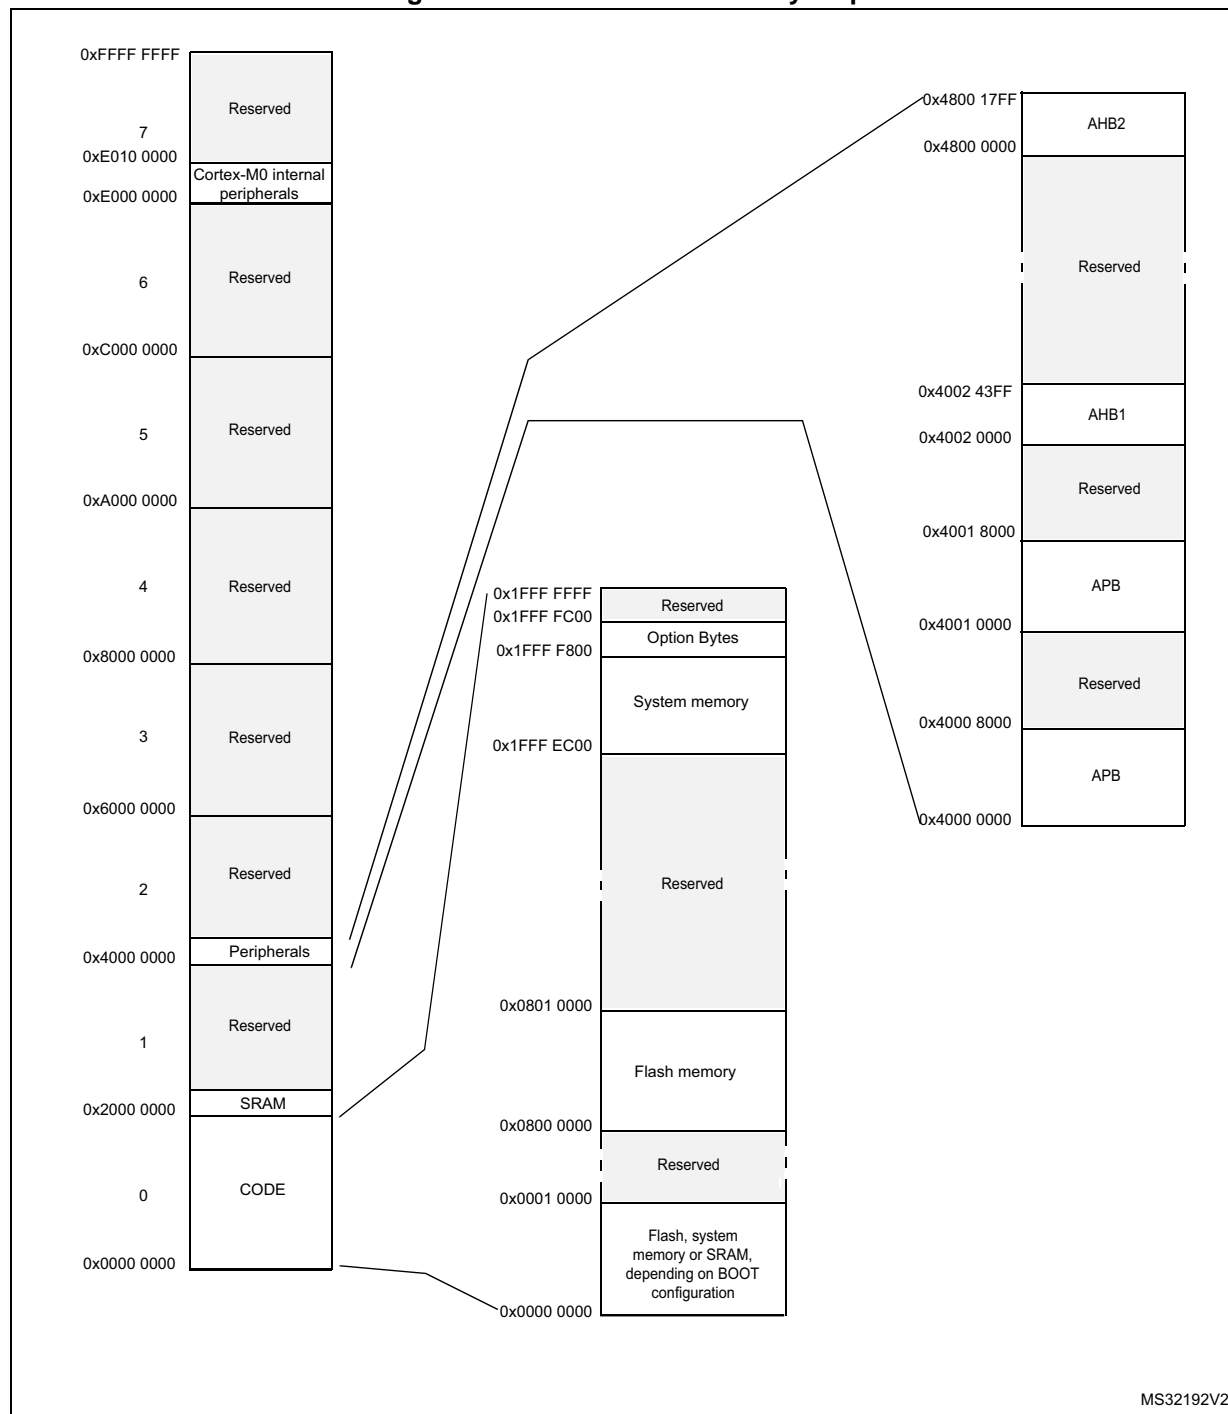 0xFFFF FFFF
Reserved
7
0xE010 0000
Cortex-M0 internal
peripherals
0xE000 0000
Reserved
6
0xC000 0000
Reserved
5
0xA000 0000
Reserved
4
0x8000 0000
Reserved
3
0x6000 0000
Reserved
2
Peripherals
0x4000 0000
Reserved
1
SRAM
0x2000 0000
CODE
0
0x0000 0000
0x1FFF FFFF
Reserved
0x1FFF FC00
Option Bytes
0x1FFF F800
System memory
0x1FFF EC00
Reserved
0x0801 0000
Flash memory
0x0800 0000
Reserved
0x0001 0000
Flash, system
memory or SRAM,
depending on BOOT
configuration
0x0000 0000
0x4800 17FF
AHB2
0x4800 0000
Reserved
0x4002 43FF
AHB1
0x4002 0000
Reserved
0x4001 8000
APB
0x4001 0000
Reserved
0x4000 8000
APB
0x4000 0000
MS32192V2